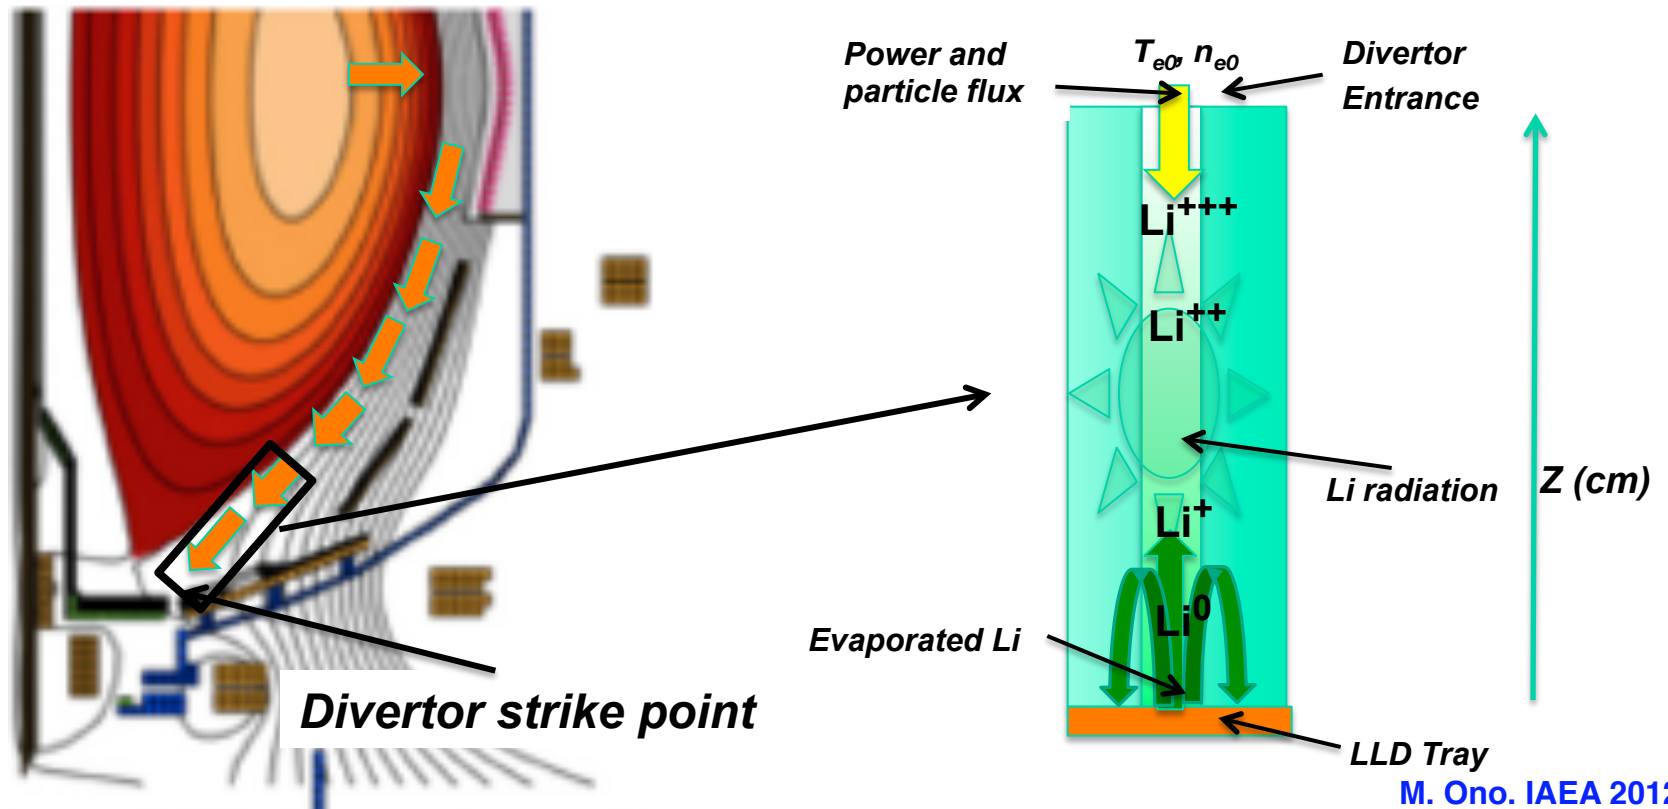 Power and
particle flux
Te0, ne0
Divertor
Entrance
Li+++
Li++
Li radiation
Z (cm)
Li+
Li0
Evaporated Li
Divertor strike point
LLD Tray
M. Ono, IAEA 2012